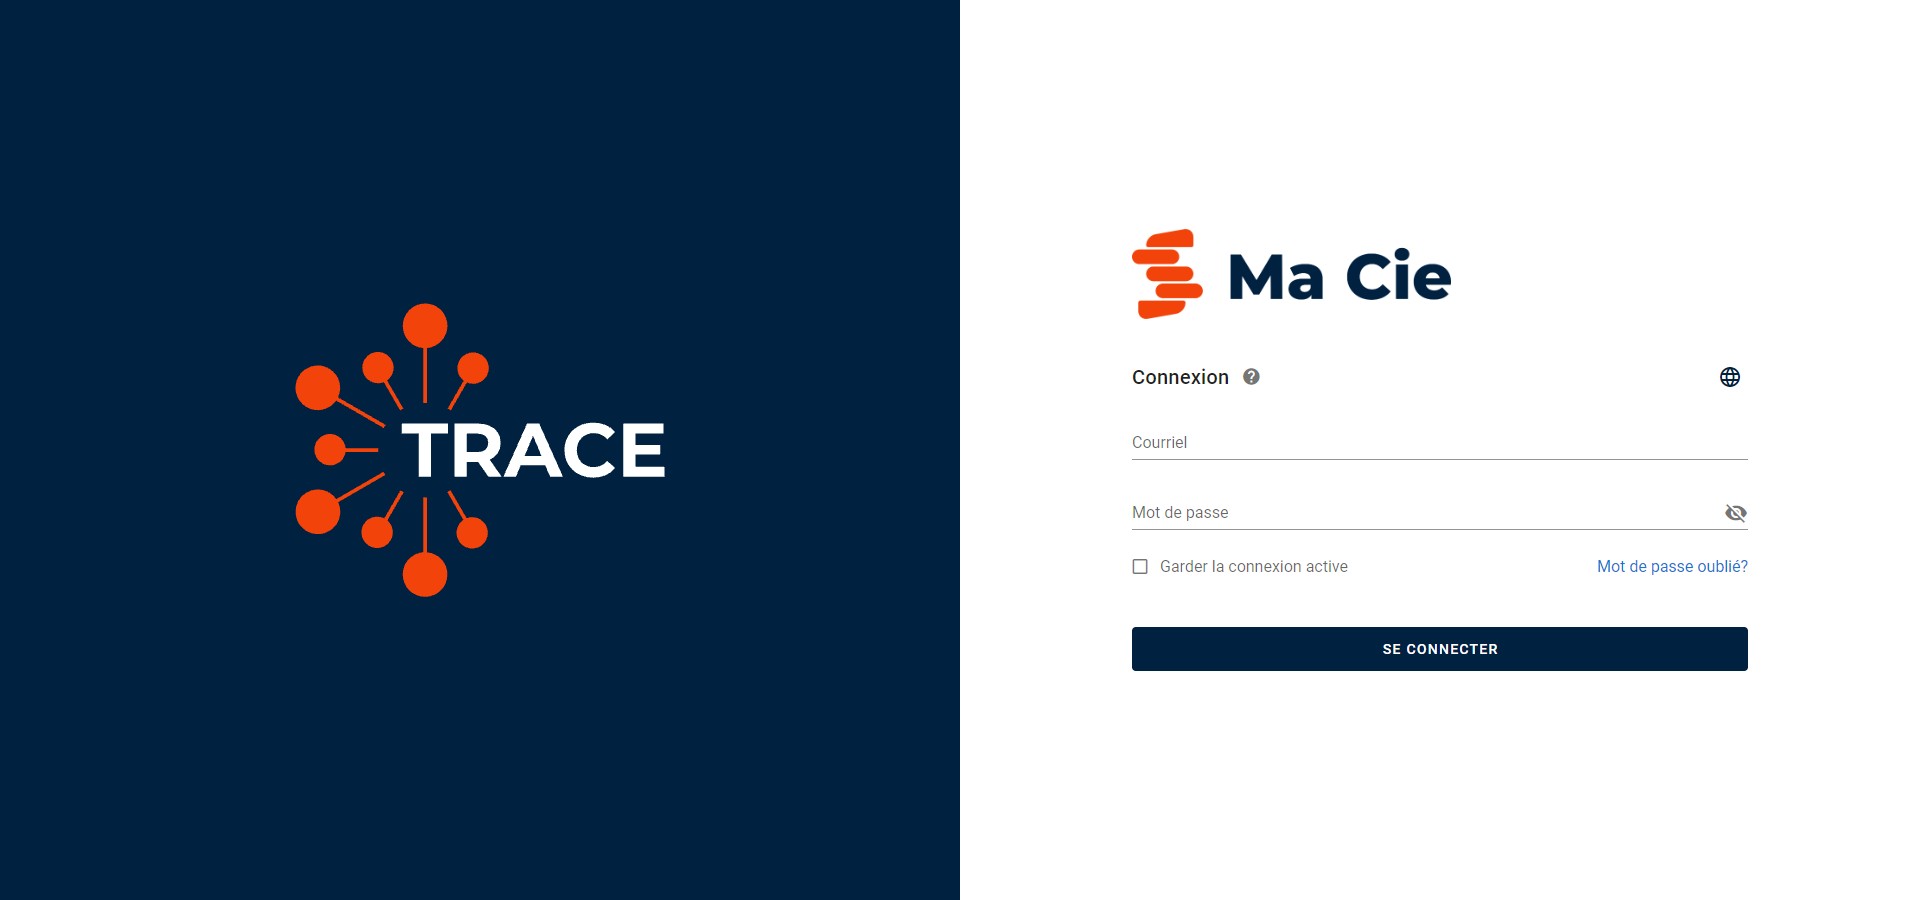 TRACE
Ma Cie
Connexion
Courriel
Mot de passe
Garder la connexion active
Mot de passe oublié?
SE CONNECTER